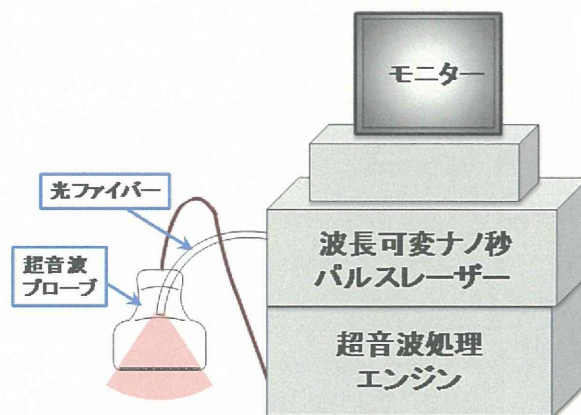 モニター
光ファイバー
超音波
プローブ
波長可変ナノ秒
パルスレーザー
超音波処理
エンジン